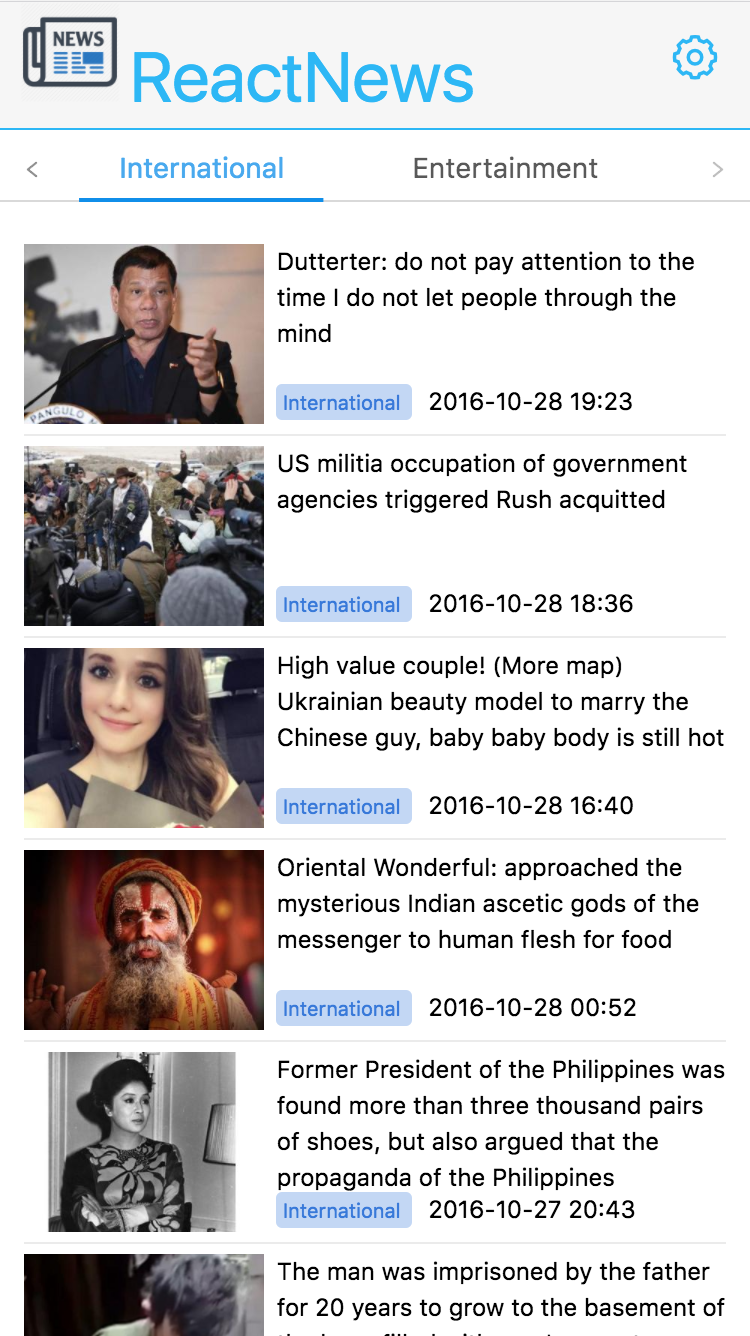 NEWS
ReactNews
< International Entertainment >
Dutterter: do not pay attention to the
time I do not let people through the
mind
International 2016-10-28 19:23
PANGULO
US militia occupation of government
agencies triggered Rush acquitted
International 2016-10-28 18:36
High value couple! (More map)
Ukrainian beauty model to marry the
Chinese guy, baby baby body is still hot
International 2016-10-28 16:40
Oriental Wonderful: approached the
mysterious Indian ascetic gods of the
messenger to human flesh for food
International 2016-10-28 00:52
Former President of the Philippines was
found more than three thousand pairs
of shoes, but also argued that the
propaganda of the Philippines
International 2016-10-27 20:43
The man was imprisoned by the father
for 20 years to grow to the basement of